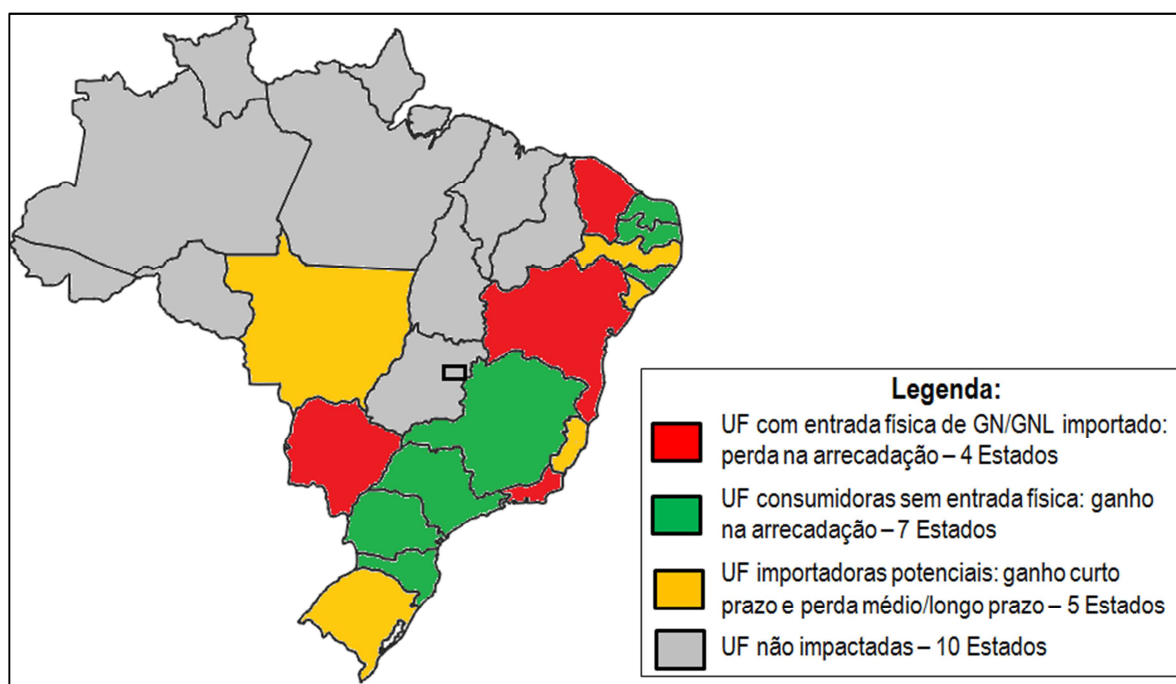 Legenda:
UF com entrada física de GN/GNL importado:
perda na arrecadação – 4 Estados
UF consumidoras sem entrada física: ganho
na arrecadação – 7 Estados
UF importadoras potenciais: ganho curto
prazo e perda médio/longo prazo – 5 Estados
UF não impactadas – 10 Estados